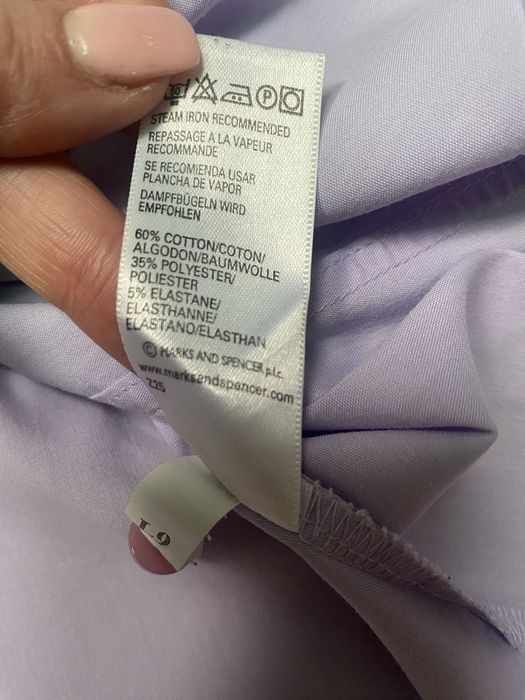 STEAM IRON RECOMMENDED
REPASSAGE A LA VAPEUR
RECOMMANDE
SE RECOMIENDA USAR
PLANCHA DE VAPOR
DAMPFBÜGELN WIRD
EMPFOHLEN
60% COTTON/COTON/
ALGODON/BAUMWOLLE
35% POLYESTER/
POLIESTER
5% ELASTANE/
ELASTHANNE/
ELASTANO/ELASTHAN
© MARKS AND SPENCER p.l.c.
www.marksandspencer.com
Z25